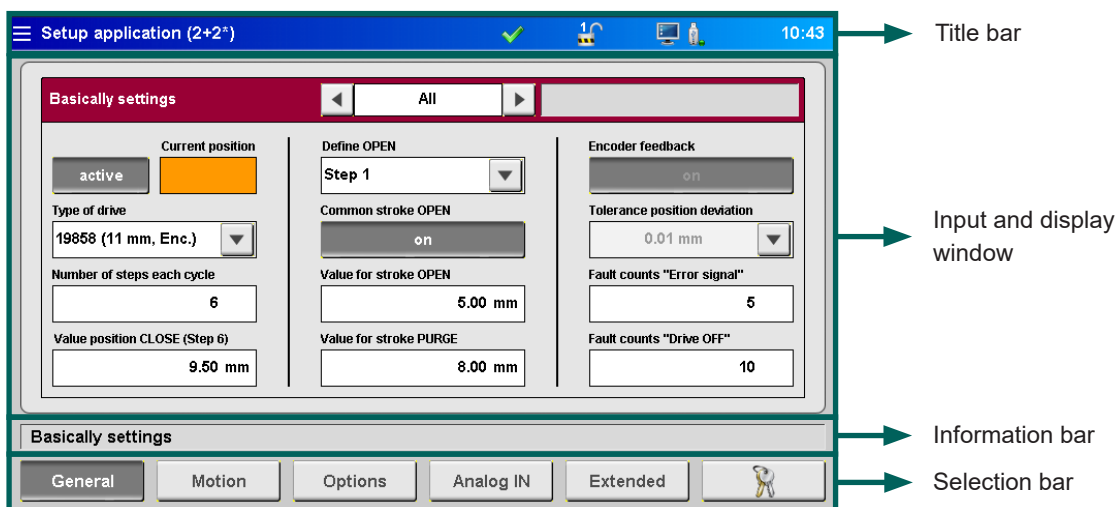 Setup application (2+2*)
1
10:43
Title bar
Basically settings
All
Current position
Define OPEN
Encoder feedback
active
Step 1
on
Type of drive
Common stroke OPEN
Tolerance position deviation
19858 (11 mm, Enc.)
on
0.01 mm
Input and display
window
Number of steps each cycle
Value for stroke OPEN
Fault counts "Error signal"
6
5.00 mm
5
Value position CLOSE (Step 6)
Value for stroke PURGE
Fault counts "Drive OFF"
9.50 mm
8.00 mm
10
Basically settings
Information bar
General
Motion
Options
Analog IN
Extended
Selection bar